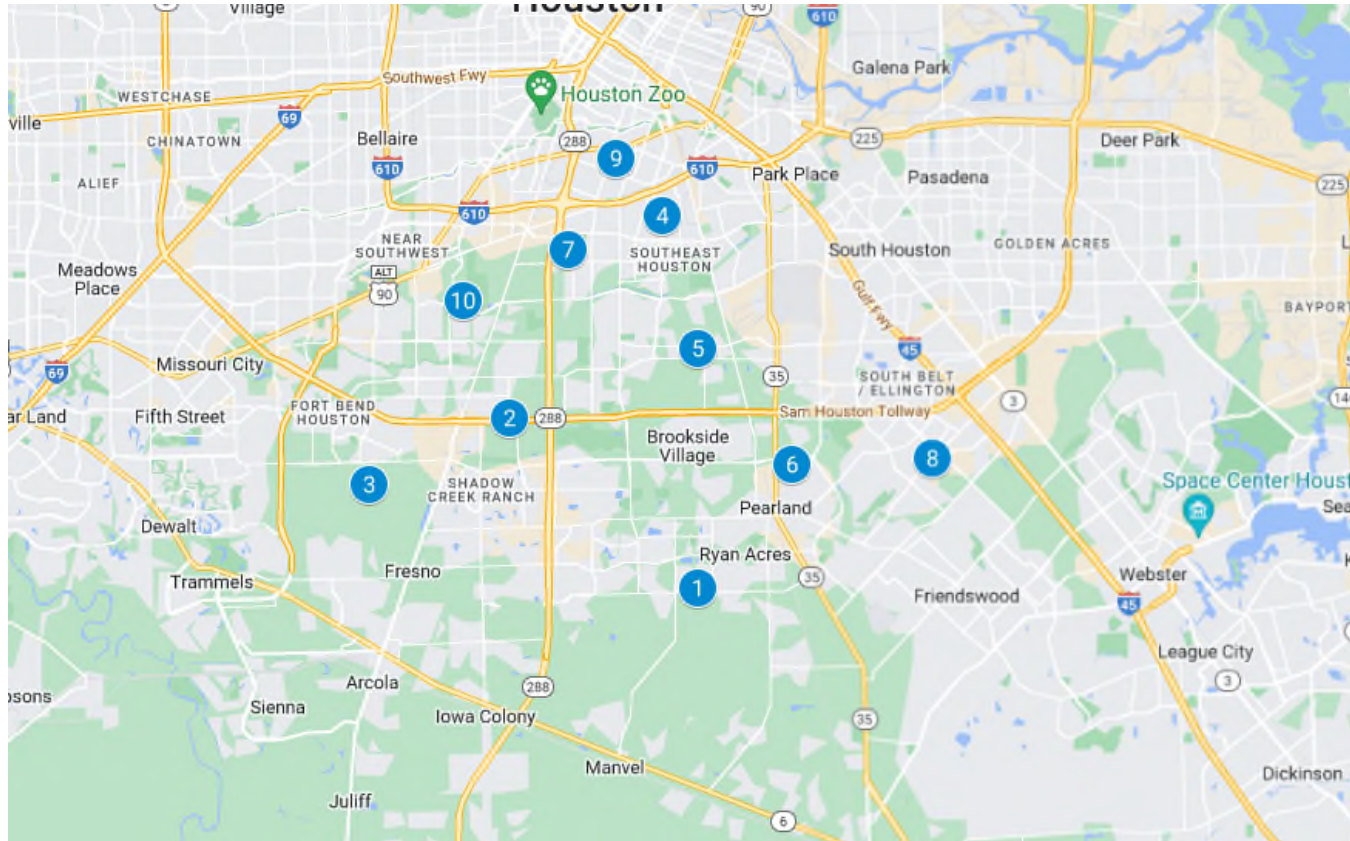 Village
Houston
90
610
Galena Park
Southwest Fwy
WESTCHASE
Houston Zoo
69
ville
CHINATOWN
Bellaire
288
225
Deer Park
9
610
610
Park Place
ALIEF
Pasadena
225
610
4
NEAR
SOUTHWEST
7
SOUTHEAST
HOUSTON
South Houston
GOLDEN ACRES
Meadows
Place
ALT
90
10
Gulf Fwy
BAYPORT
5
45
Missouri City
69
35
SOUTH BELT
/ ELLINGTON
FORT BEND
HOUSTON
3
146
ar Land
Fifth Street
2
288
Sam Houston Tollway
Brookside
Village
6
8
3
SHADOW
CREEK RANCH
Space Center Houst
Sea
Pearland
Dewalt
Ryan Acres
Fresno
35
Webster
Trammels
1
Friendswood
45
League City
3
Arcola
288
osons
Sienna
Iowa Colony
35
Manvel
Dickinson
Juliff
6